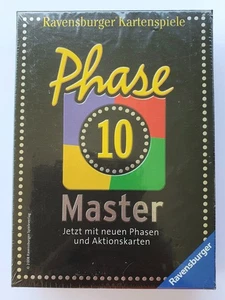 Ravensburger Kartenspiele
Phase
10
Master
Jetzt mit neuen Phasen
und Aktionskarten
Ravensburger